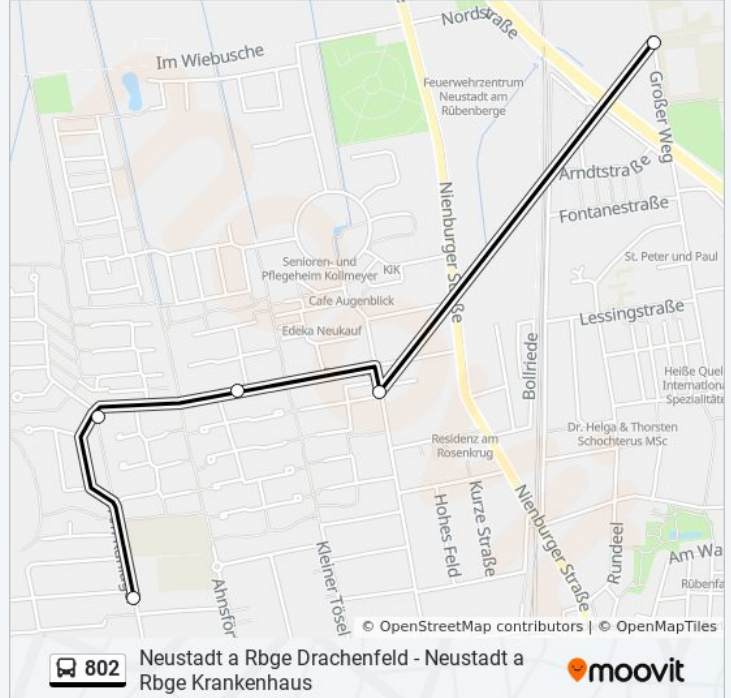 Nordstraße
Im Wiebusche
Feuerwehrzentrum
Neustadt am
Rübenberge
Großer Weg
Arndtstraße
Nienburger Straße
Fontanestraße
St. Peter und Paul
Senioren- und
Pflegeheim Kollmeyer
KiK
Cafe Augenblick
Lessingstraße
Edeka Neukauf
Bollriede
Heiße Quel
Internationa
Spezialität
Dr. Helga & Thorsten
Schochterus MSc
Residenz am
Rosenkrug
Hohes Feld
Kurze Straße
Nienburger Straße
Rundeel
Am Wa
Rübenfa
Kleiner Tösel
Ahnsför
© OpenStreetMap contributors | © OpenMapTiles
802
Neustadt a Rbge Drachenfeld - Neustadt a
Rbge Krankenhaus
moovit